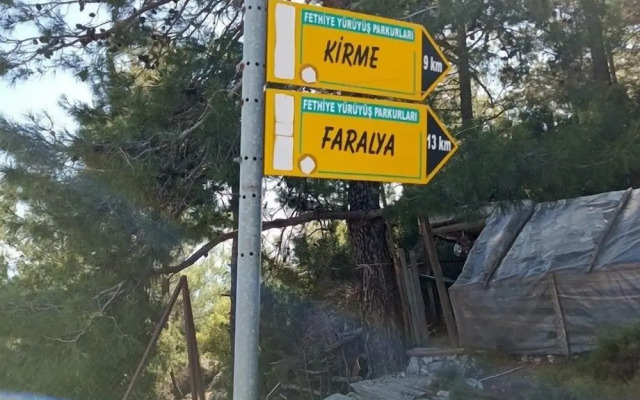 FETHİYE YÜRÜYÜŞ PARKURLARI
KİRME
9 km
FETHİYE YÜRÜYÜŞ PARKURLARI
FARALYA
13 km